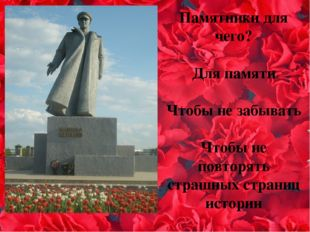 Памятники для
чего?
Для памяти
Чтобы не забывать
Чтобы не
повторять
страшных страниц
истории